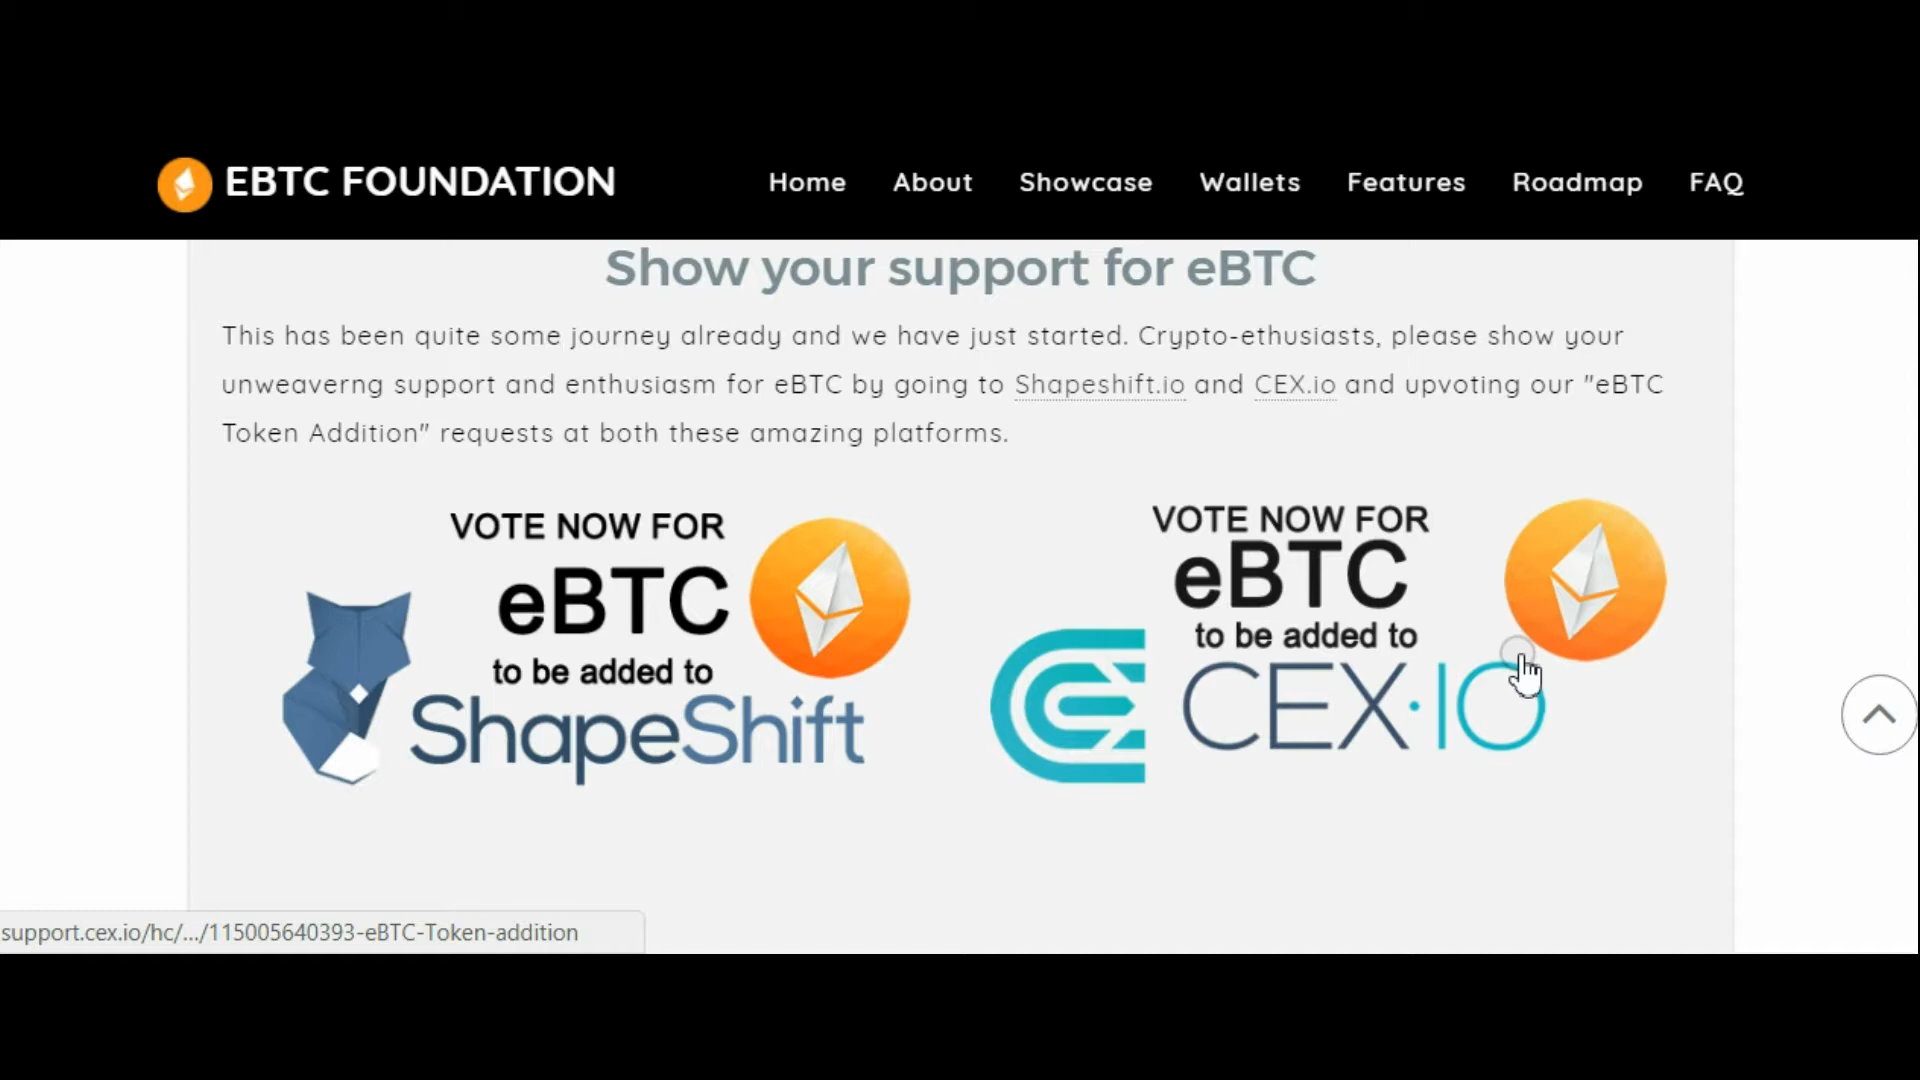 EBTC FOUNDATION
Home About Showcase Wallets Features Roadmap FAQ
Show your support for eBTC
This has been quite some journey already and we have just started. Crypto-ethusiasts, please show your
unweaverng support and enthusiasm for eBTC by going to Shapeshift.io and CEX.io and upvoting our "eBTC
Token Addition" requests at both these amazing platforms.
VOTE NOW FOR
eBTC
to be added to
ShapeShift
VOTE NOW FOR
eBTC
to be added to
CEX·IO
support.cex.io/hc/.../115005640393-eBTC-Token-addition